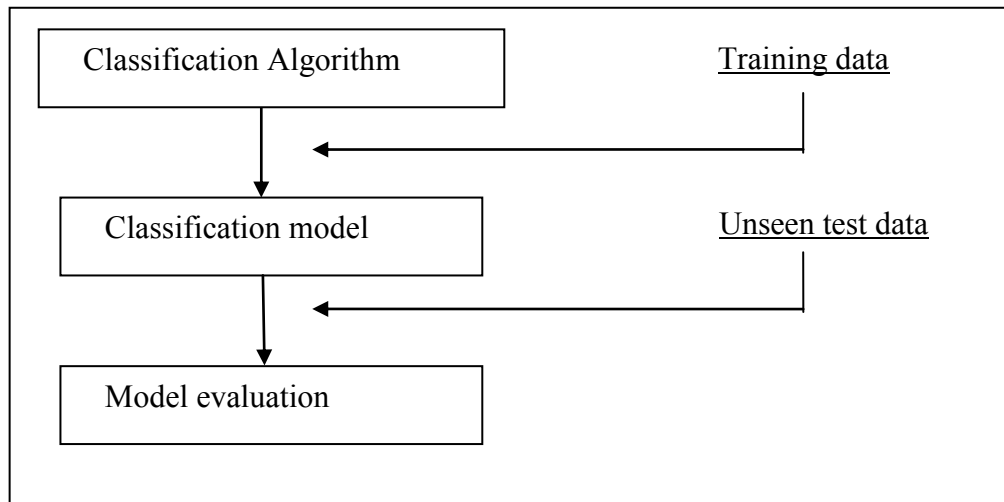 Classification Algorithm
Training data
Classification model
Unseen test data
Model evaluation